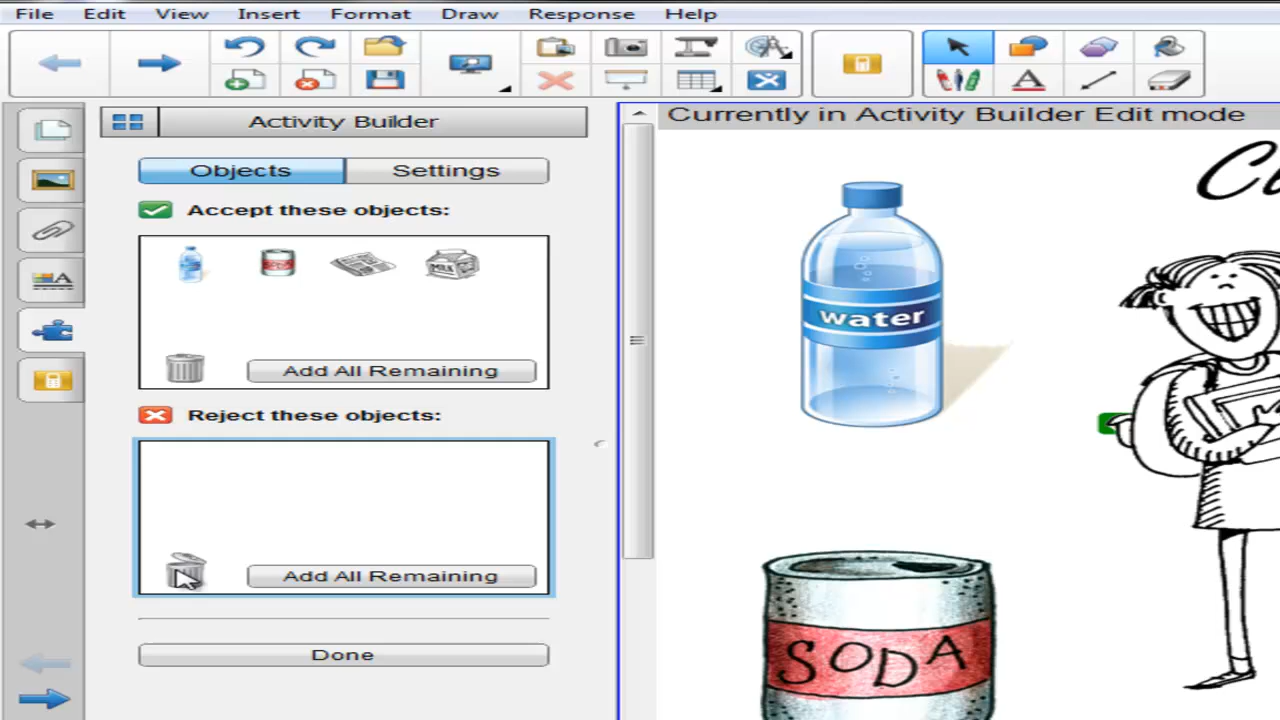 File Edit View Insert Format Draw Response Help
Activity Builder
Currently in Activity Builder Edit mode
Objects Settings
Accept these objects:
MILK
Add All Remaining
Reject these objects:
Add All Remaining
Done
water
SODA